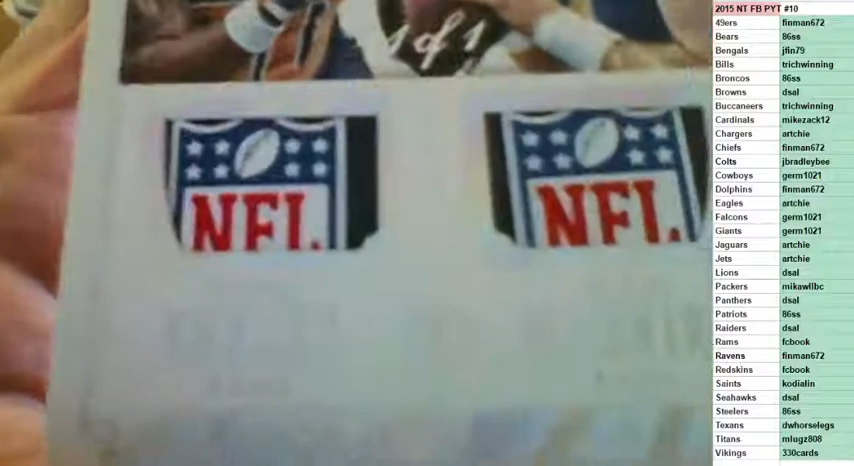 1 of 1
NFL
NFL
2015 NT FB PYT #10
49ers finman672
Bears 86ss
Bengals jfin79
Bills trichwinning
Broncos 86ss
Browns dsal
Buccaneers trichwinning
Cardinals mikezack12
Chargers artchie
Chiefs finman672
Colts jbradleybee
Cowboys germ1021
Dolphins finman672
Eagles artchie
Falcons germ1021
Giants germ1021
Jaguars artchie
Jets artchie
Lions dsal
Packers mikawllbc
Panthers dsal
Patriots 86ss
Raiders dsal
Rams fcbook
Ravens finman672
Redskins fcbook
Saints kodialin
Seahawks dsal
Steelers 86ss
Texans dwhorselegs
Titans mlugz808
Vikings 330cards